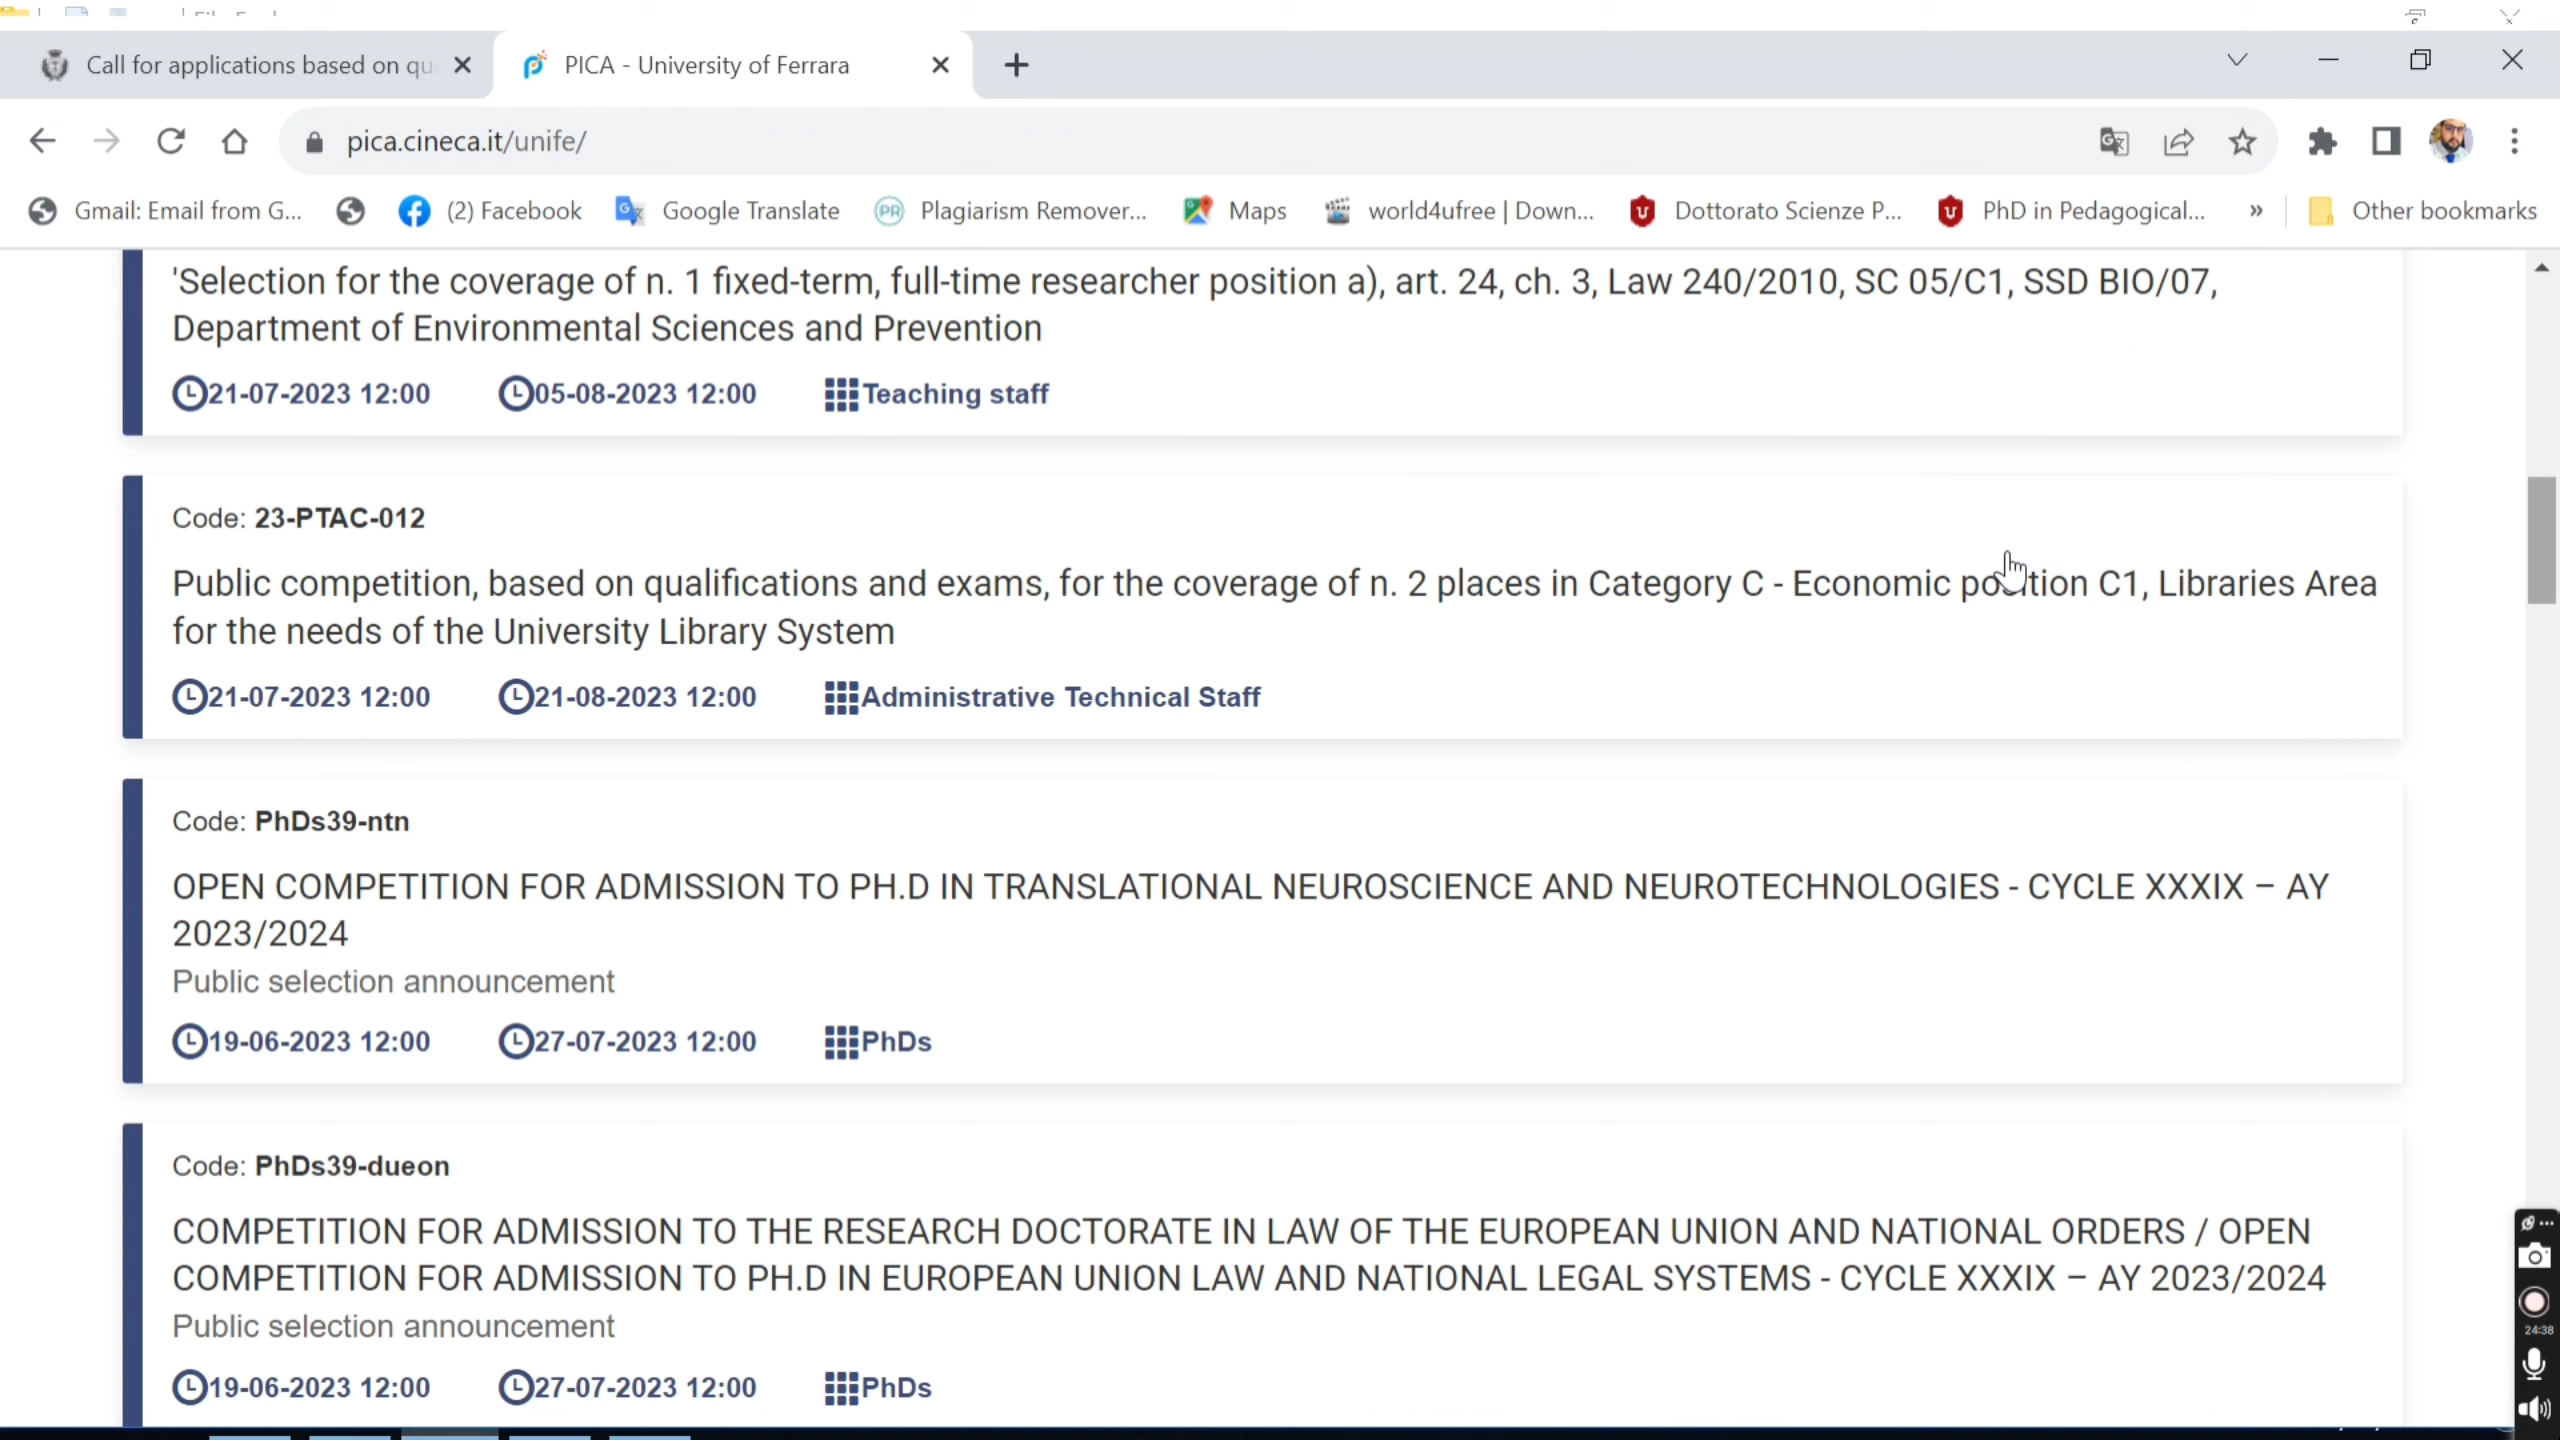 Call for applications based on qu
PICA - University of Ferrara
pica.cineca.it/unife/
Gmail: Email from G...
(2) Facebook
Google Translate
Plagiarism Remover...
Maps
world4ufree | Down...
Dottorato Scienze P...
PhD in Pedagogical...
»
Other bookmarks
'Selection for the coverage of n. 1 fixed-term, full-time researcher position a), art. 24, ch. 3, Law 240/2010, SC 05/C1, SSD BIO/07,
Department of Environmental Sciences and Prevention
21-07-2023 12:00 05-08-2023 12:00 Teaching staff
Code: 23-PTAC-012
Public competition, based on qualifications and exams, for the coverage of n. 2 places in Category C - Economic position C1, Libraries Area
for the needs of the University Library System
21-07-2023 12:00 21-08-2023 12:00 Administrative Technical Staff
Code: PhDs39-ntn
OPEN COMPETITION FOR ADMISSION TO PH.D IN TRANSLATIONAL NEUROSCIENCE AND NEUROTECHNOLOGIES - CYCLE XXXIX – AY
2023/2024
Public selection announcement
19-06-2023 12:00 27-07-2023 12:00 PhDs
Code: PhDs39-dueon
COMPETITION FOR ADMISSION TO THE RESEARCH DOCTORATE IN LAW OF THE EUROPEAN UNION AND NATIONAL ORDERS / OPEN
COMPETITION FOR ADMISSION TO PH.D IN EUROPEAN UNION LAW AND NATIONAL LEGAL SYSTEMS - CYCLE XXXIX – AY 2023/2024
Public selection announcement
19-06-2023 12:00 27-07-2023 12:00 PhDs
24:38